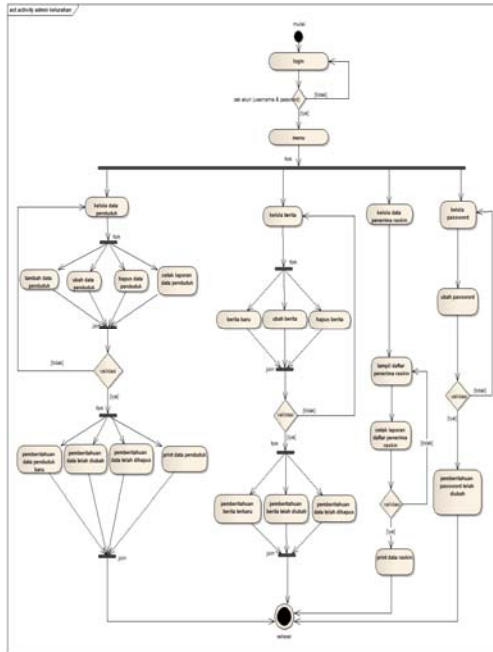 act activity admin kelurahan
mulai
login
cek akun (username & password)
[tidak]
[iya]
menu
fork
kelola data
penduduk
kelola berita
kelola data
penerima raskin
kelola
password
fork
tambah data
penduduk
ubah data
penduduk
hapus data
penduduk
cetak laporan
data penduduk
join
validasi
[tidak]
[iya]
fork
pemberitahuan
data penduduk
baru
pemberitahuan
data telah diubah
pemberitahuan
data telah dihapus
print data penduduk
join
fork
berita baru
ubah berita
hapus berita
join
validasi
[tidak]
[iya]
fork
pemberitahuan
berita terbaru
pemberitahuan
berita telah diubah
pemberitahuan
data telah dihapus
join
tampil daftar
penerima raskin
cetak laporan
daftar penerima
raskin
[tidak]
validasi
[iya]
print data raskin
ubah password
validasi
[tidak]
[iya]
pemberitahuan
password telah
diubah
selesai